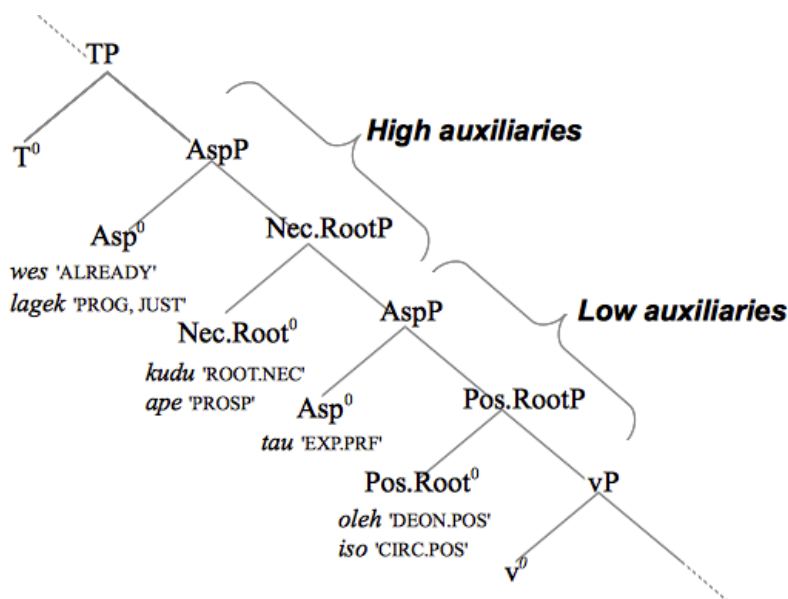 TP
High auxiliaries
T⁰
AspP
Asp⁰
Nec.RootP
wes 'ALREADY'
lagek 'PROG, JUST'
Nec.Root⁰
AspP
Low auxiliaries
kudu 'ROOT.NEC'
ape 'PROSP'
Asp⁰
Pos.RootP
tau 'EXP.PRF'
Pos.Root⁰
vP
oleh 'DEON.POS'
iso 'CIRC.POS'
v⁰